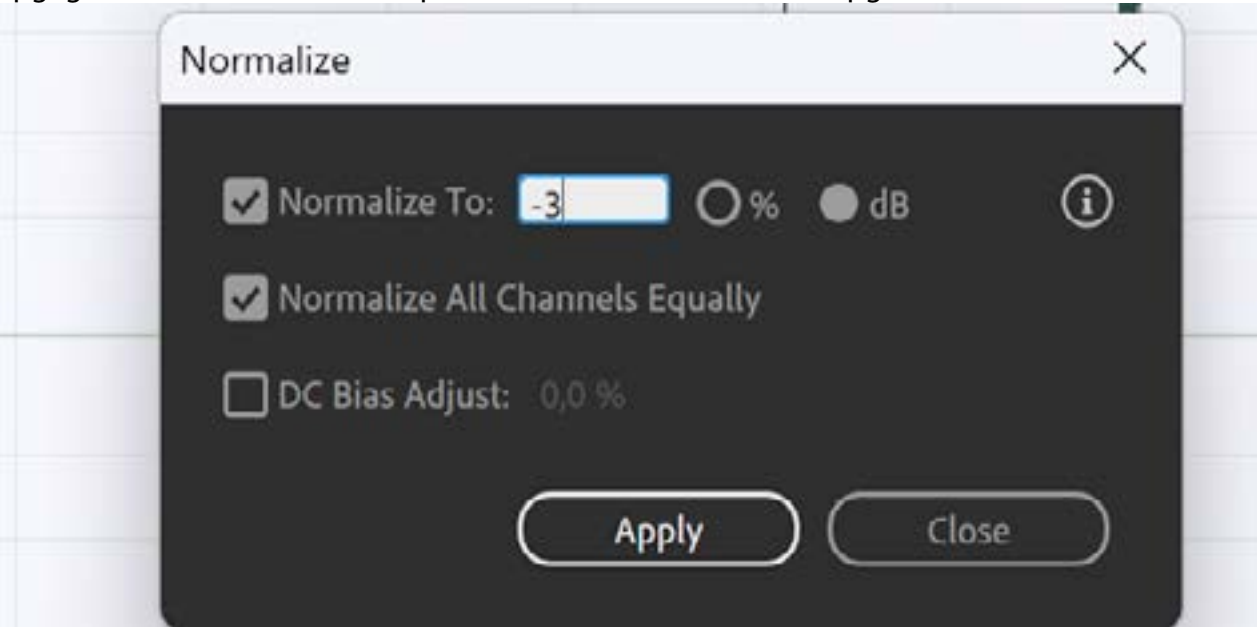 Normalize
Normalize To: -3 % dB
Normalize All Channels Equally
DC Bias Adjust: 0,0 %
Apply Close